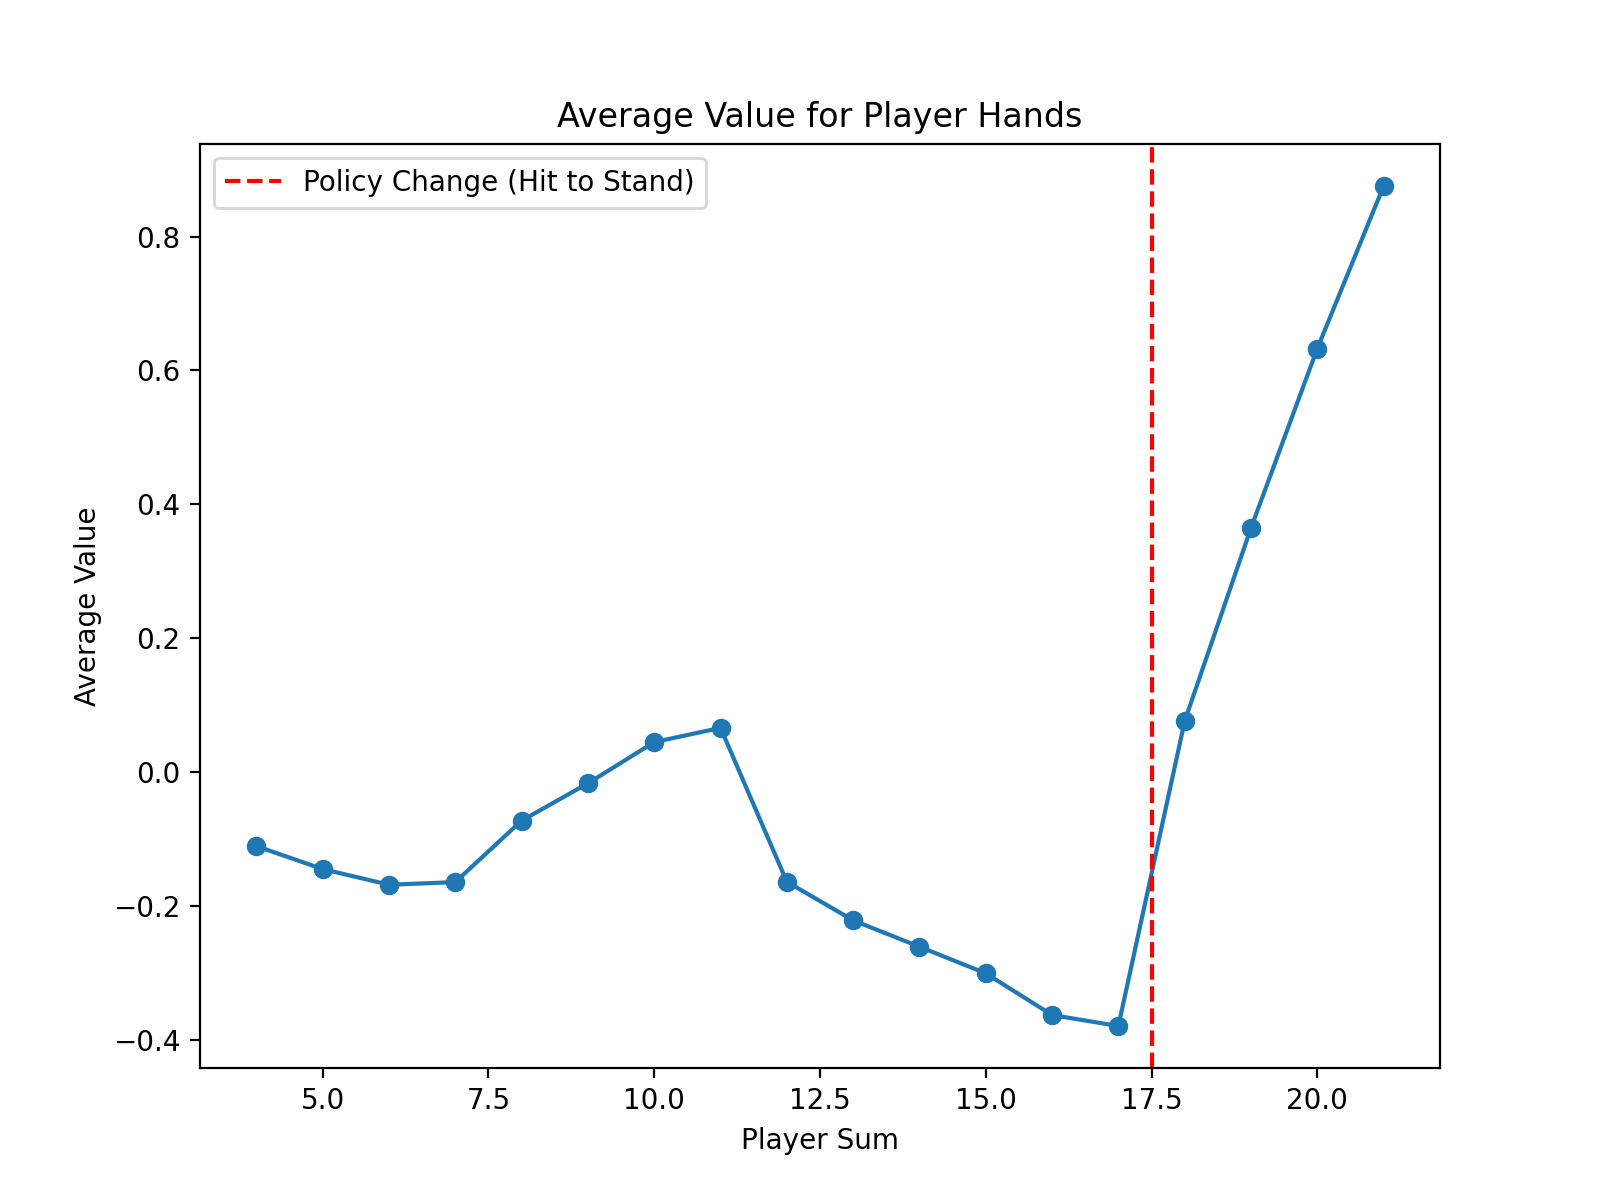 Average Value for Player Hands
Policy Change (Hit to Stand)
Average Value
0.8
0.6
0.4
0.2
0.0
−0.2
−0.4
5.0 7.5 10.0 12.5 15.0 17.5 20.0
Player Sum